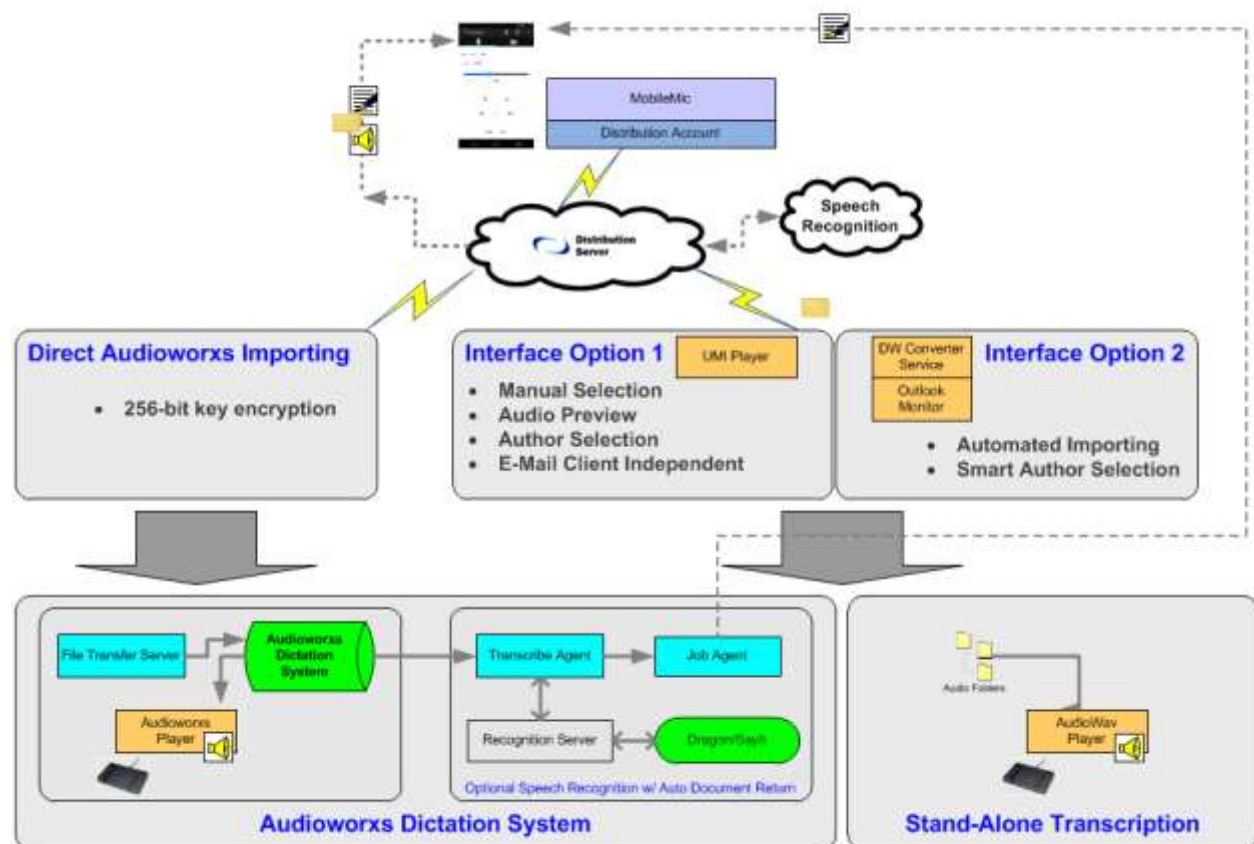 MobileMic
Distribution Account
Speech
Recognition
Distribution
Server
Direct Audioworxs Importing
• 256-bit key encryption
Interface Option 1
UMI Player
• Manual Selection
• Audio Preview
• Author Selection
• E-Mail Client Independent
DW Converter
Service
Outlook
Monitor
Interface Option 2
• Automated Importing
• Smart Author Selection
File Transfer Server
Audioworxs
Dictation
System
Audioworxs
Player
Transcribe Agent
Job Agent
Recognition Server
Dragon/SayIt
Optional Speech Recognition w/ Auto Document Return
Audioworxs Dictation System
Audio Folders
AudioWav
Player
Stand-Alone Transcription